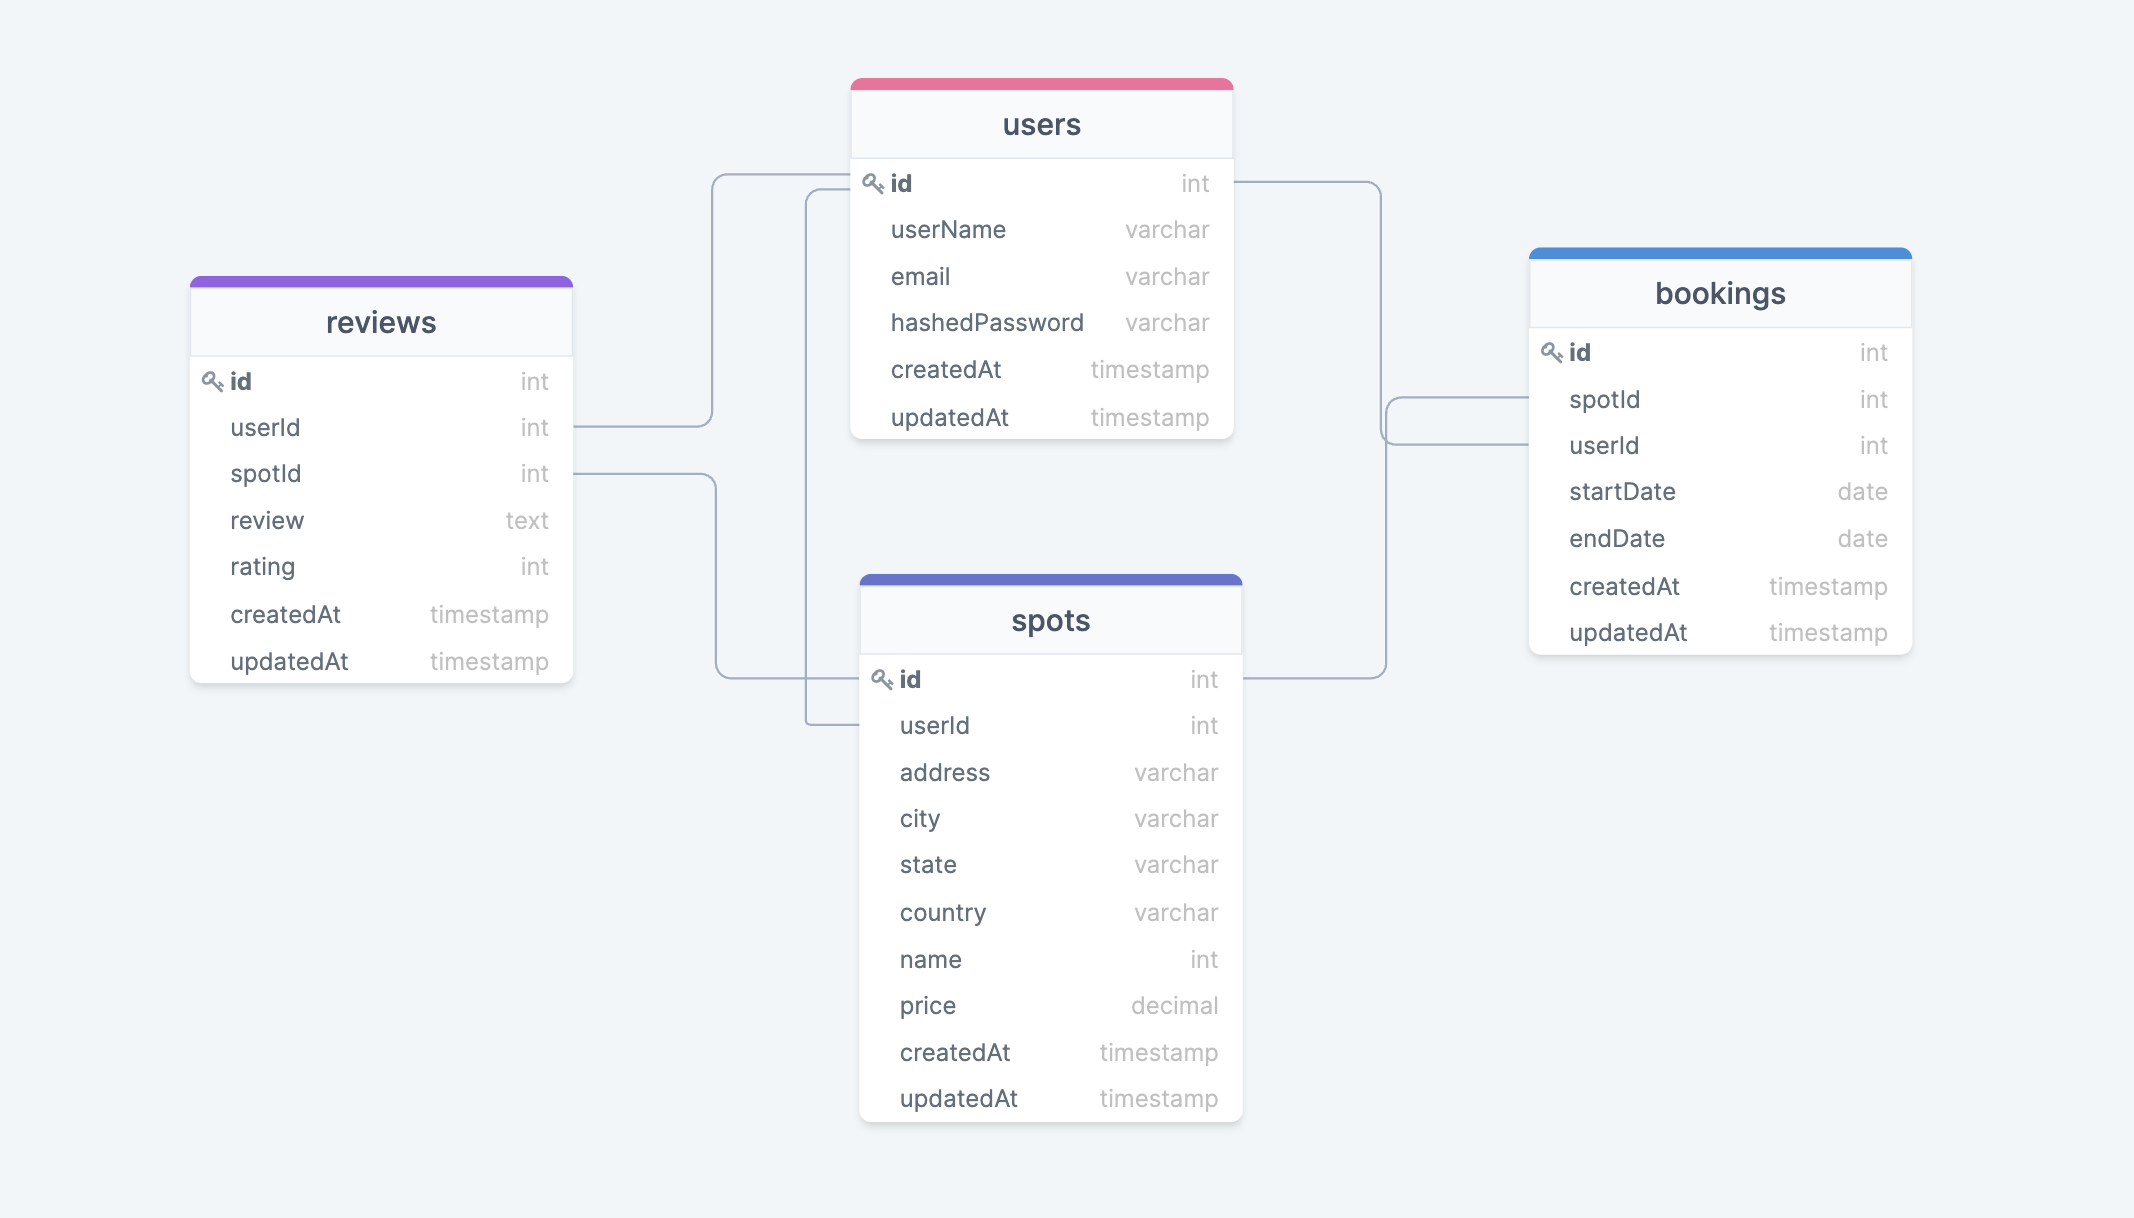 users
id int
userName varchar
email varchar
hashedPassword varchar
createdAt timestamp
updatedAt timestamp
reviews
id int
userId int
spotId int
review text
rating int
createdAt timestamp
updatedAt timestamp
bookings
id int
spotId int
userId int
startDate date
endDate date
createdAt timestamp
updatedAt timestamp
spots
id int
userId int
address varchar
city varchar
state varchar
country varchar
name int
price decimal
createdAt timestamp
updatedAt timestamp